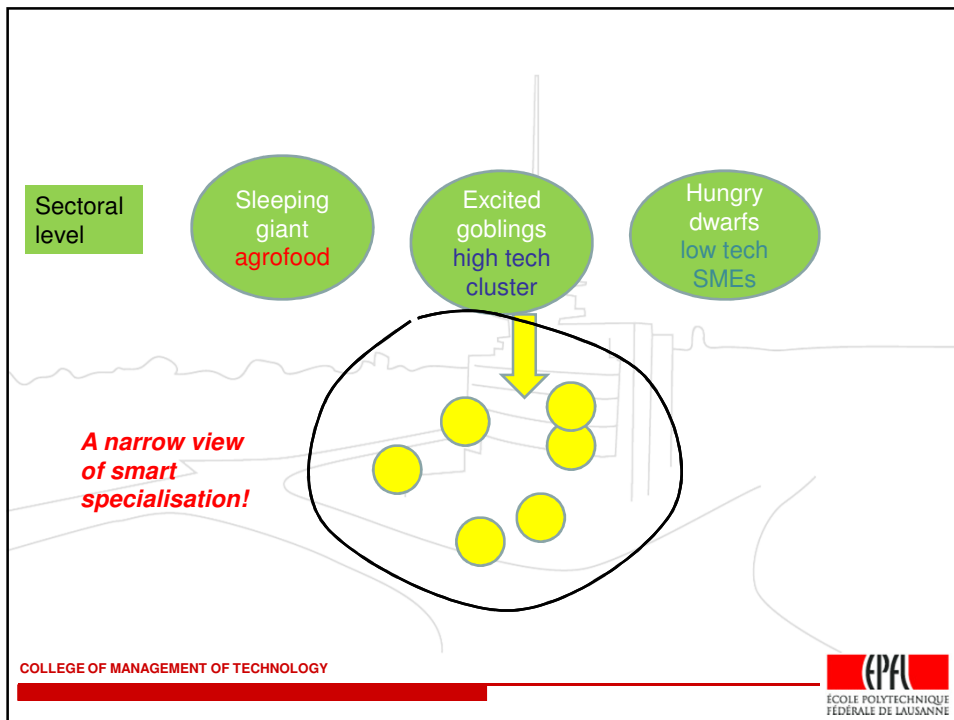 Sectoral
level
Sleeping
giant
agrofood
Excited
goblings
high tech
cluster
Hungry
dwarfs
low tech
SMEs
A narrow view
of smart
specialisation!
COLLEGE OF MANAGEMENT OF TECHNOLOGY
EPFL
ÉCOLE POLYTECHNIQUE
FÉDÉRALE DE LAUSANNE